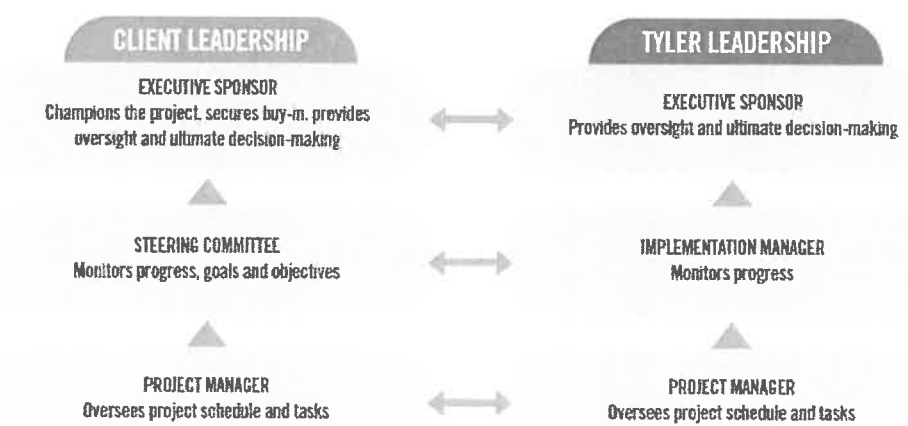 CLIENT LEADERSHIP
EXECUTIVE SPONSOR
Champions the project, secures buy-in, provides
oversight and ultimate decision-making
STEERING COMMITTEE
Monitors progress, goals and objectives
PROJECT MANAGER
Oversees project schedule and tasks
TYLER LEADERSHIP
EXECUTIVE SPONSOR
Provides oversight and ultimate decision-making
IMPLEMENTATION MANAGER
Monitors progress
PROJECT MANAGER
Oversees project schedule and tasks